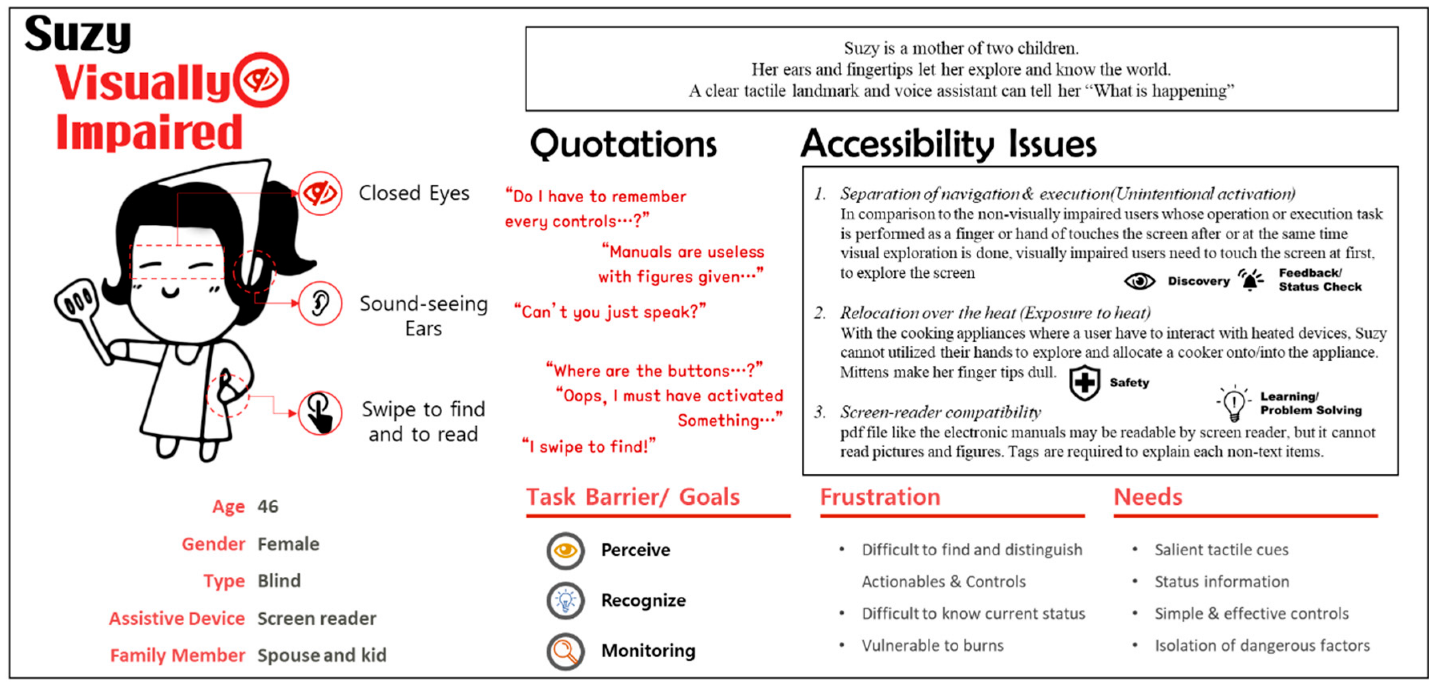 Suzy
Visually
Impaired
Closed Eyes
Sound-seeing
Ears
Swipe to find
and to read
Age 46
Gender Female
Type Blind
Assistive Device Screen reader
Family Member Spouse and kid
Suzy is a mother of two children.
Her ears and fingertips let her explore and know the world.
A clear tactile landmark and voice assistant can tell her “What is happening”
Quotations
“Do I have to remember
every controls…?”
“Manuals are useless
with figures given…”
“Can't you just speak?”
“Where are the buttons…?”
“Oops, I must have activated
Something…”
“I swipe to find!”
Accessibility Issues
1. Separation of navigation & execution(Unintentional activation)
In comparison to the non-visually impaired users whose operation or execution task
is performed as a finger or hand of touches the screen after or at the same time
visual exploration is done, visually impaired users need to touch the screen at first,
to explore the screen
Discovery
Feedback/
Status Check
2. Relocation over the heat (Exposure to heat)
With the cooking appliances where a user have to interact with heated devices, Suzy
cannot utilized their hands to explore and allocate a cooker onto/into the appliance.
Mittens make her finger tips dull.
Safety
Learning/
Problem Solving
3. Screen-reader compatibility
pdf file like the electronic manuals may be readable by screen reader, but it cannot
read pictures and figures. Tags are required to explain each non-text items.
Task Barrier/ Goals
Perceive
Recognize
Monitoring
Frustration
• Difficult to find and distinguish
Actionables & Controls
• Difficult to know current status
• Vulnerable to burns
Needs
• Salient tactile cues
• Status information
• Simple & effective controls
• Isolation of dangerous factors